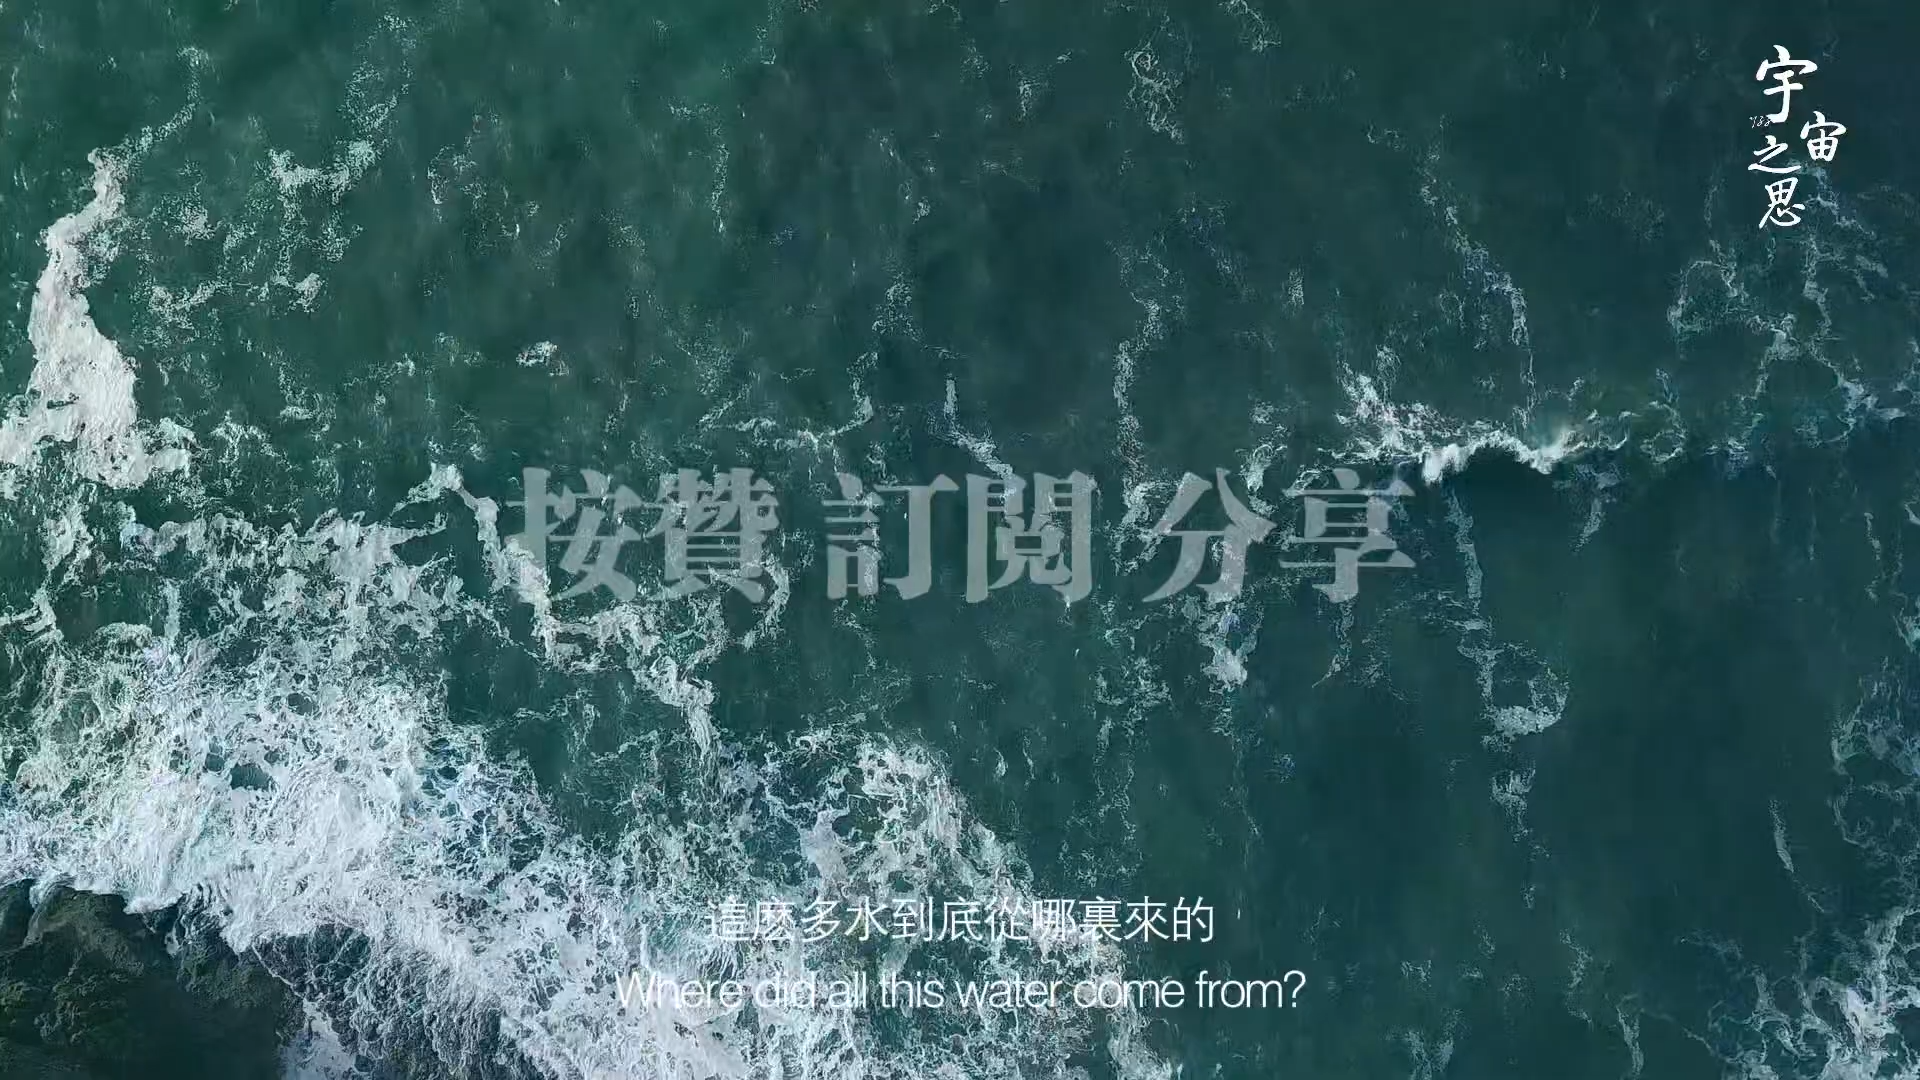 宇宙之思
按贊 訂閱 分享
這麽多水到底從哪裏來的
Where did all this water come from?